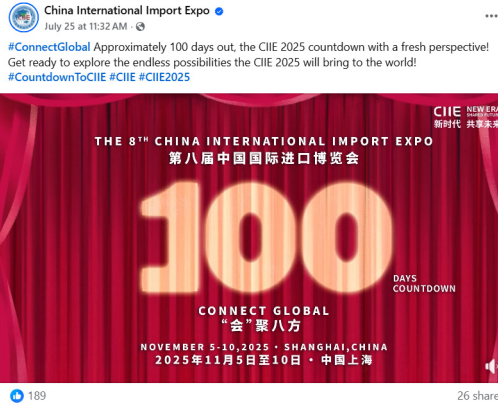 China International Import Expo
July 25 at 11:32 AM ·
#ConnectGlobal Approximately 100 days out, the CIIE 2025 countdown with a fresh perspective!
Get ready to explore the endless possibilities the CIIE 2025 will bring to the world!
#CountdownToCIIE #CIIE #CIIE2025
CIIE NEW ERA
SHARED FUTURE
新时代 共享未来
THE 8TH CHINA INTERNATIONAL IMPORT EXPO
第八届中国国际进口博览会
100
DAYS
COUNTDOWN
CONNECT GLOBAL
“会”聚八方
NOVEMBER 5-10,2025 · SHANGHAI,CHINA
2025年11月5日至10日 · 中国上海
189
26 share